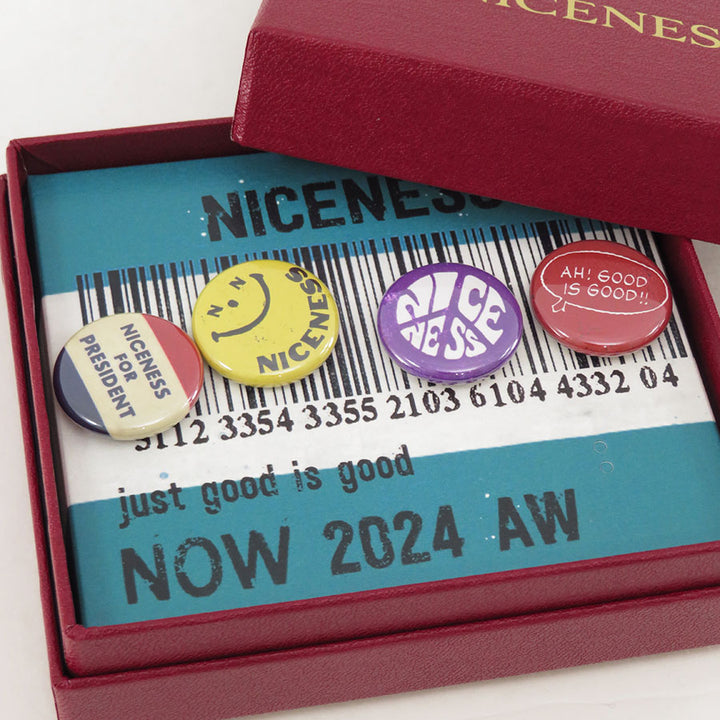 NICENESS
NICENESS
NICENESS
FOR
PRESIDENT
N N
NICENESS
NICE
NESS
AH! GOOD
IS GOOD!!
3112 3354 3355 2103 6104 4332 04
just good is good
NOW 2024 AW